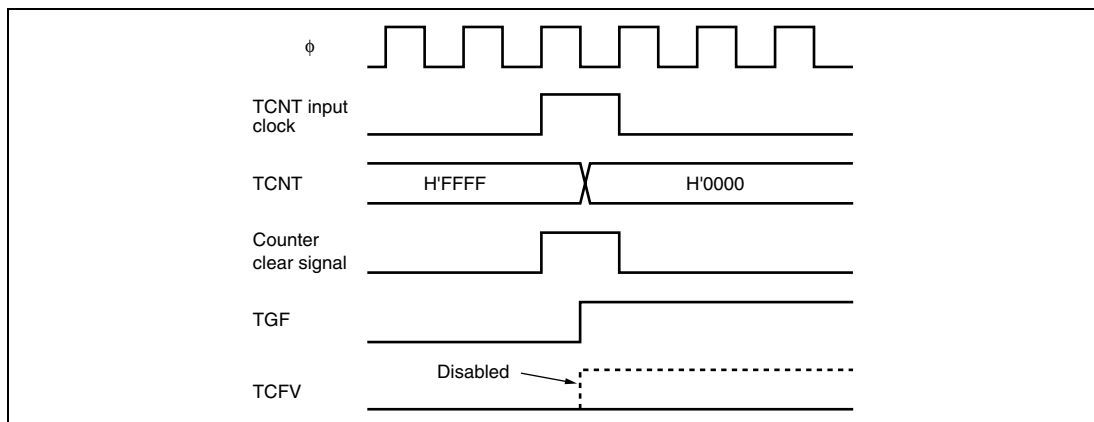 φ
TCNT input
clock
TCNT
H'FFFF
H'0000
Counter
clear signal
TGF
Disabled
TCFV